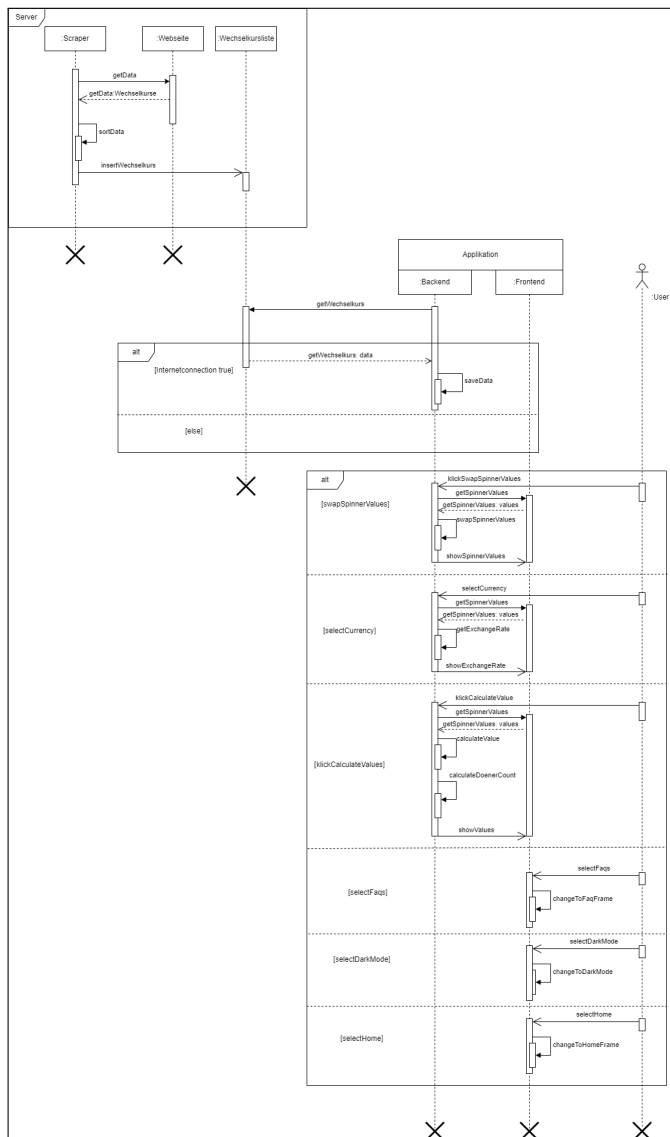 Server
:Scraper
:Webseite
:Wechselkursliste
getData
getData:Wechselkurse
sortData
insertWechselkurs
Applikation
:Backend
:Frontend
:User
getWechselkurs
alt
[Internetconnection true]
getWechselkurs: data
saveData
[else]
alt
klickSwapSpinnerValues
[swapSpinnerValues]
getSpinnerValues
getSpinnerValues: values
swapSpinnerValues
showSpinnerValues
selectCurrency
getSpinnerValues
getSpinnerValues: values
[selectCurrency]
getExchangeRate
showExchangeRate
klickCalculateValue
getSpinnerValues
getSpinnerValues: values
calculateValue
[klickCalculateValues]
calculateDoenerCount
showValues
selectFaqs
[selectFaqs]
changeToFaqFrame
selectDarkMode
[selectDarkMode]
changeToDarkMode
selectHome
[selectHome]
changeToHomeFrame